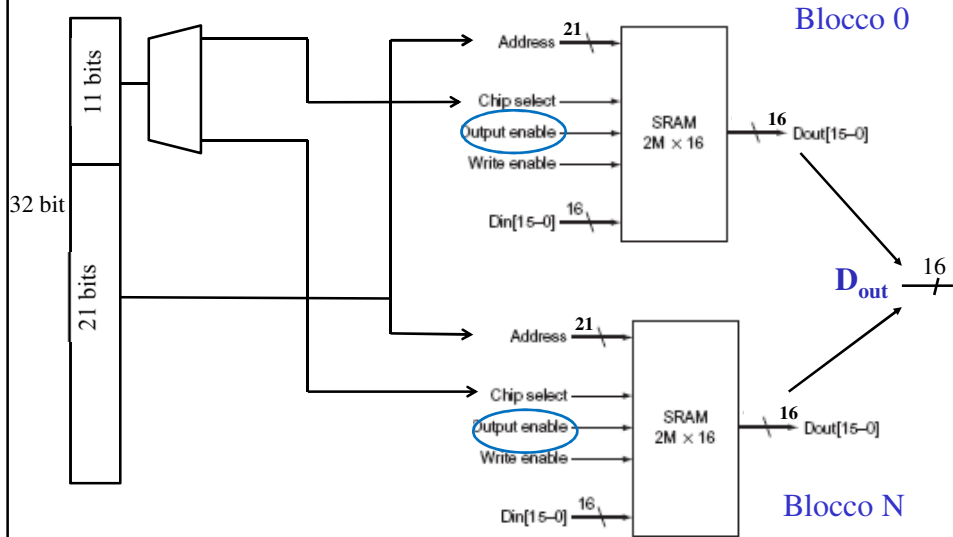 Blocco 0
11 bits
32 bit
21 bits
Address
21
Chip select
Output enable
Write enable
Din[15–0]
16
SRAM
2M × 16
16
Dout[15–0]
Dout
16
Address
21
Chip select
Output enable
Write enable
Din[15–0]
16
SRAM
2M × 16
16
Dout[15–0]
Blocco N